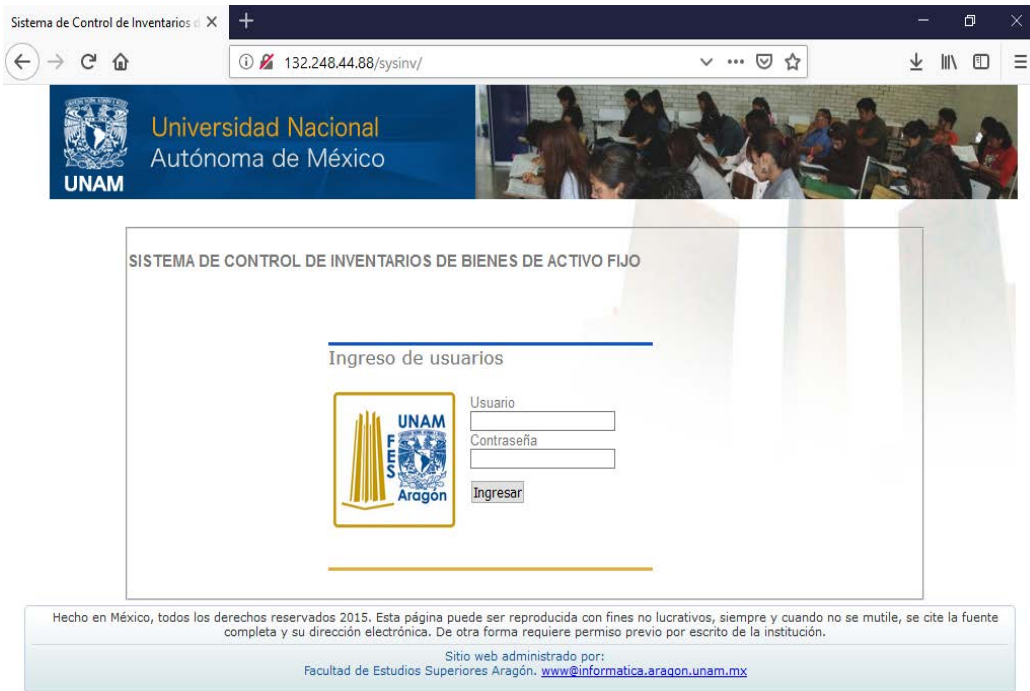 Sistema de Control de Inventarios d
132.248.44.88/sysinv/
UNAM
Universidad Nacional
Autónoma de México
SISTEMA DE CONTROL DE INVENTARIOS DE BIENES DE ACTIVO FIJO
Ingreso de usuarios
UNAM
FES
Aragón
Usuario
Contraseña
Ingresar
Hecho en México, todos los derechos reservados 2015. Esta página puede ser reproducida con fines no lucrativos, siempre y cuando no se mutile, se cite la fuente
completa y su dirección electrónica. De otra forma requiere permiso previo por escrito de la institución.
Sitio web administrado por:
Facultad de Estudios Superiores Aragón. www@informatica.aragon.unam.mx